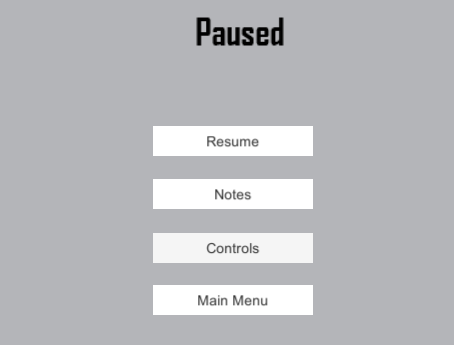 Paused
Resume
Notes
Controls
Main Menu